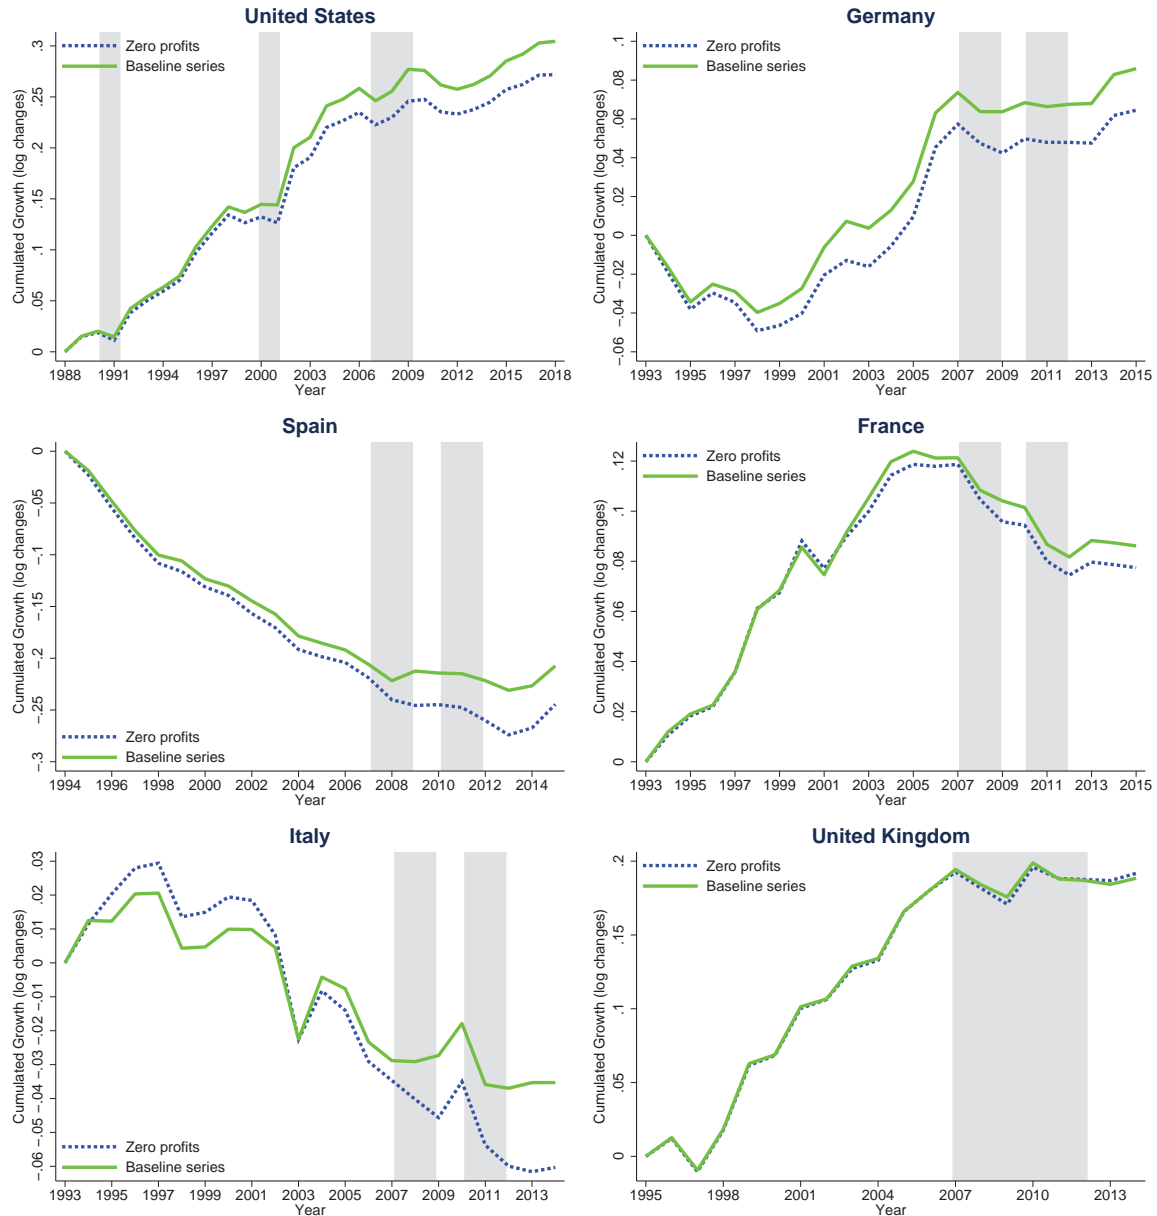 United States
Cumulated Growth (log changes)
.3
.25
.2
.15
.1
.05
0
Zero profits
Baseline series
1988 1991 1994 1997 2000 2003 2006 2009 2012 2015 2018
Year
Germany
Cumulated Growth (log changes)
.1
.08
.06
.04
.02
0
-.02
-.04
-.06
Zero profits
Baseline series
1993 1995 1997 1999 2001 2003 2005 2007 2009 2011 2013 2015
Year
Spain
Cumulated Growth (log changes)
0
-.05
-.1
-.15
-.2
-.25
-.3
Zero profits
Baseline series
1994 1996 1998 2000 2002 2004 2006 2008 2010 2012 2014
Year
France
Cumulated Growth (log changes)
.12
.1
.08
.06
.04
.02
0
Zero profits
Baseline series
1993 1995 1997 1999 2001 2003 2005 2007 2009 2011 2013 2015
Year
Italy
Cumulated Growth (log changes)
.03
.02
.01
0
-.01
-.02
-.03
-.04
-.05
-.06
Zero profits
Baseline series
1993 1995 1997 1999 2001 2003 2005 2007 2009 2011 2013
Year
United Kingdom
Cumulated Growth (log changes)
.2
.15
.1
.05
0
Zero profits
Baseline series
1995 1998 2001 2004 2007 2010 2013
Year